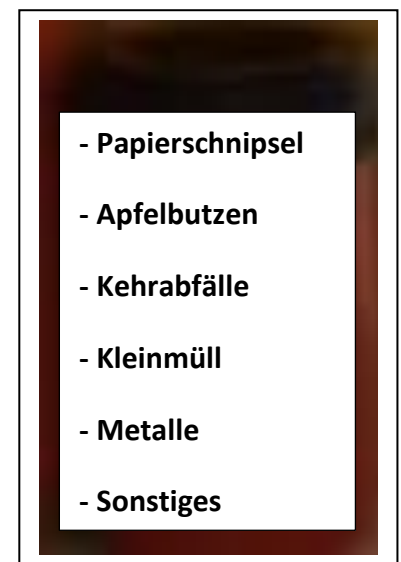 - Papierschnipsel
- Apfelbutzen
- Kehrabfälle
- Kleinmüll
- Metalle
- Sonstiges